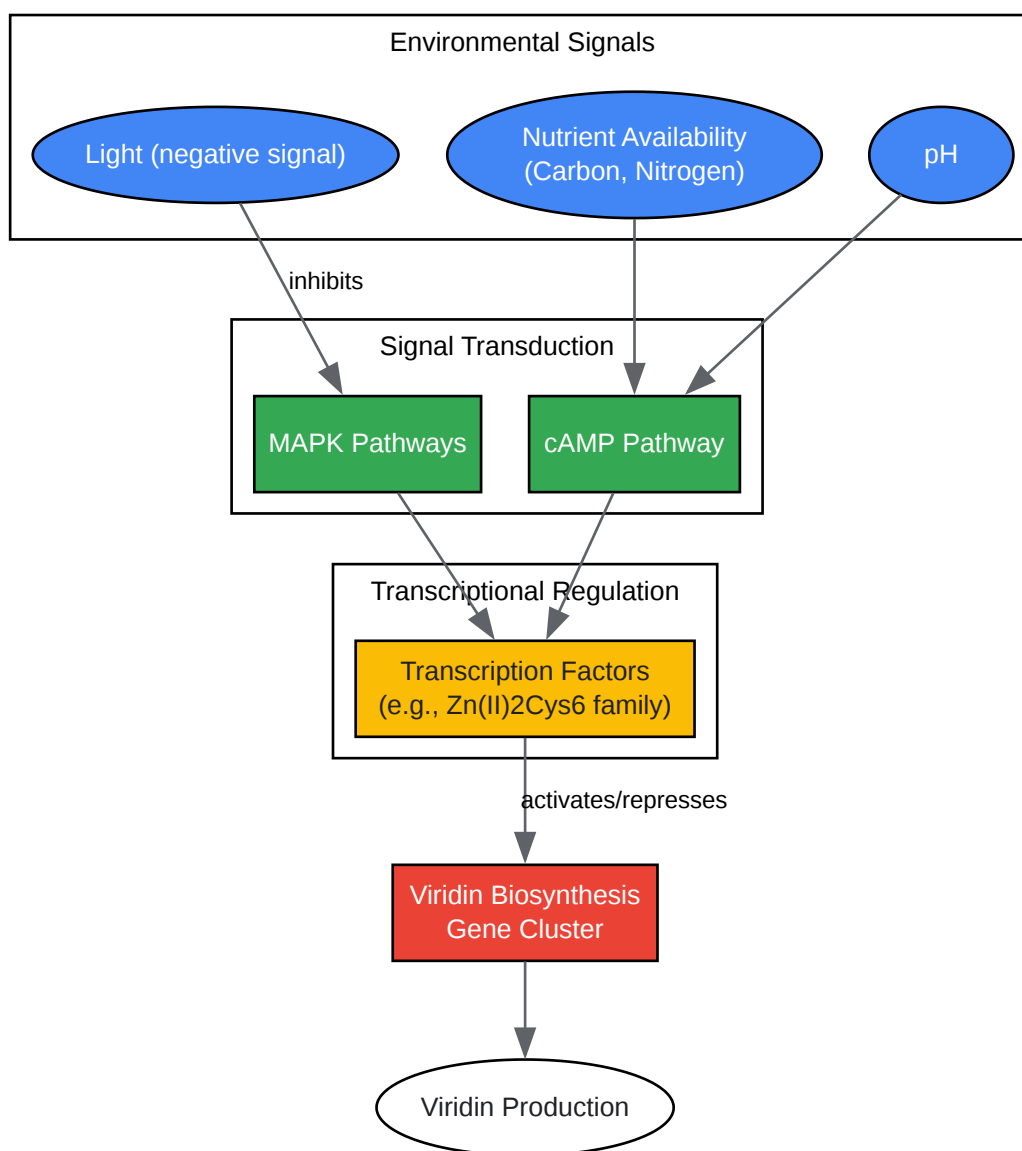 Environmental Signals
Light (negative signal)
Nutrient Availability
(Carbon, Nitrogen)
pH
inhibits
Signal Transduction
MAPK Pathways
cAMP Pathway
Transcriptional Regulation
Transcription Factors
(e.g., Zn(II)2Cys6 family)
activates/represses
Viridin Biosynthesis
Gene Cluster
Viridin Production